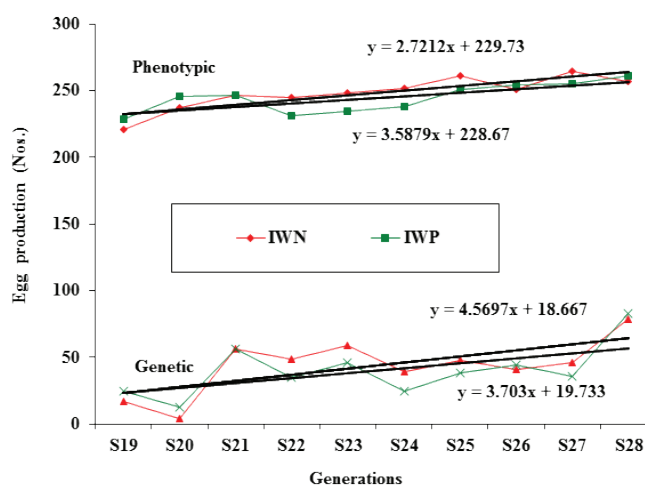 300
y = 2.7212x + 229.73
Phenotypic
250
y = 3.5879x + 228.67
200
150
IWN
IWP
100
y = 4.5697x + 18.667
50
Genetic
y = 3.703x + 19.733
0
S19 S20 S21 S22 S23 S24 S25 S26 S27 S28
Generations
Egg production (Nos.)